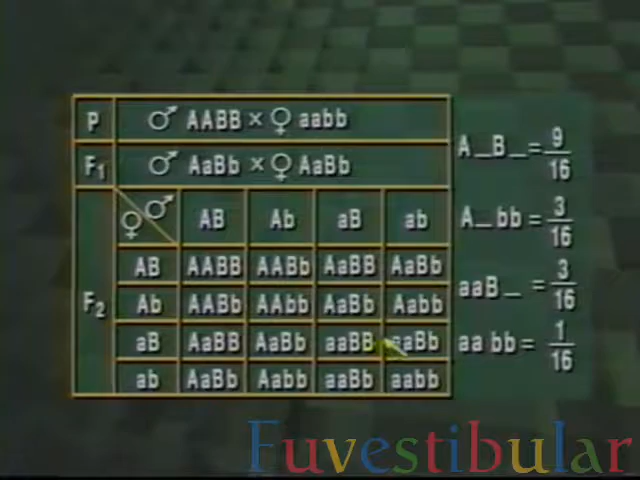 P ♂ AABB × ♀ aabb
F₁ ♂ AaBb × ♀ AaBb
F₂ ♀ ♂ AB Ab aB ab
AB AABB AABb AaBB AaBb
Ab AABb AAbb AaBb Aabb
aB AaBB AaBb aaBB aaBb
ab AaBb Aabb aaBb aabb
A_B_ = 9/16
A_bb = 3/16
aaB_ = 3/16
aa bb = 1/16
Fuvestibular